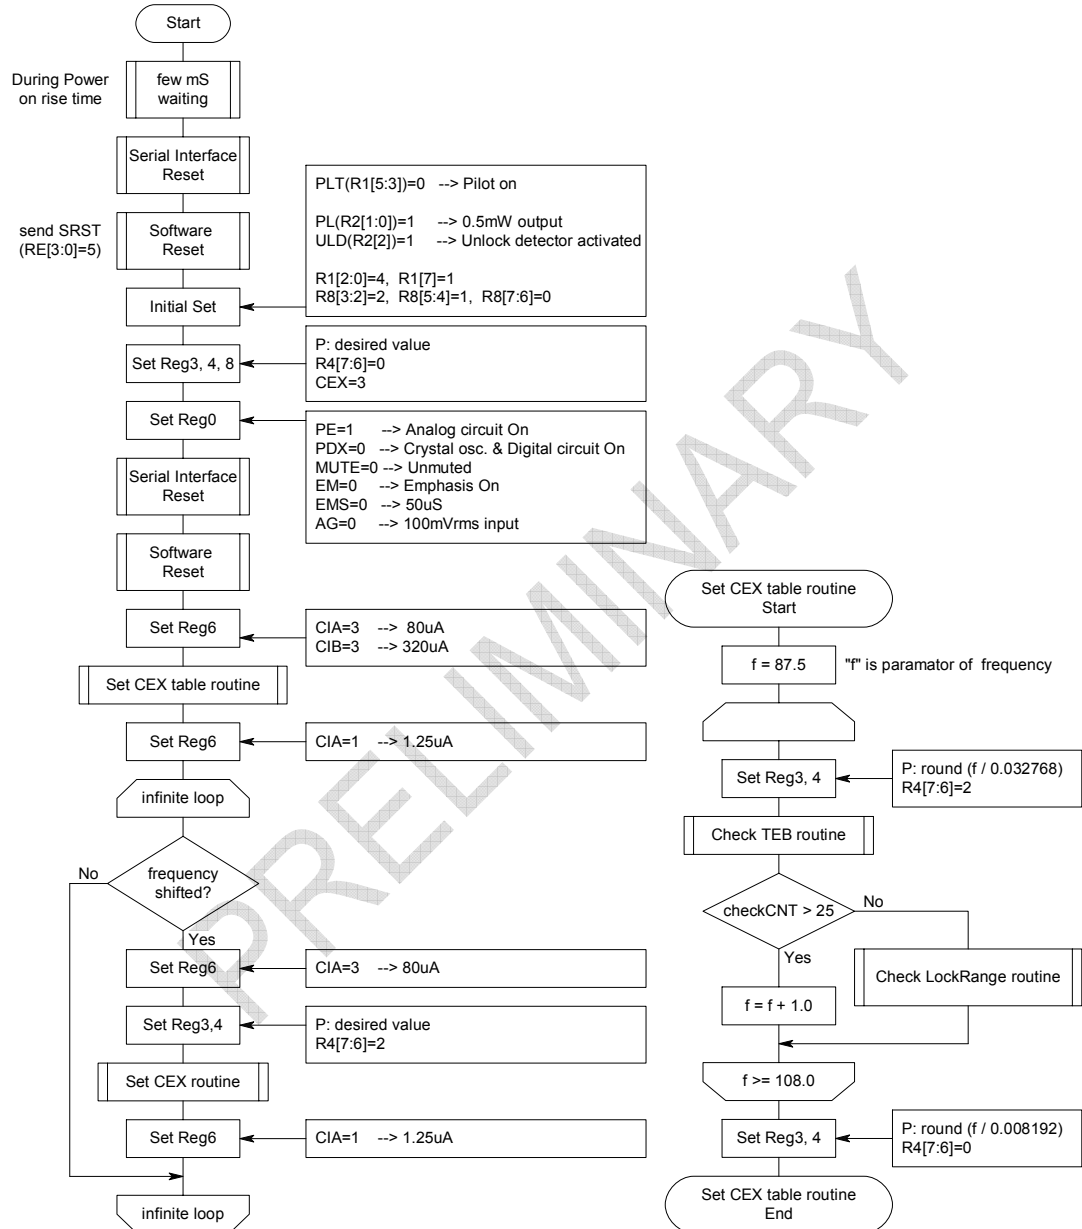 Start
During Power
on rise time
few mS
waiting
Serial Interface
Reset
send SRST
(RE[3:0]=5)
Software
Reset
Initial Set
PLT(R1[5:3])=0 --> Pilot on
PL(R2[1:0])=1 --> 0.5mW output
ULD(R2[2])=1 --> Unlock detector activated
R1[2:0]=4, R1[7]=1
R8[3:2]=2, R8[5:4]=1, R8[7:6]=0
Set Reg3, 4, 8
P: desired value
R4[7:6]=0
CEX=3
Set Reg0
PE=1 --> Analog circuit On
PDX=0 --> Crystal osc. & Digital circuit On
MUTE=0 --> Unmuted
EM=0 --> Emphasis On
EMS=0 --> 50uS
AG=0 --> 100mVrms input
Serial Interface
Reset
Software
Reset
Set Reg6
CIA=3 --> 80uA
CIB=3 --> 320uA
Set CEX table routine
Set Reg6
CIA=1 --> 1.25uA
infinite loop
frequency
shifted?
No
Yes
Set Reg6
CIA=3 --> 80uA
Set Reg3,4
P: desired value
R4[7:6]=2
Set CEX routine
Set Reg6
CIA=1 --> 1.25uA
infinite loop
Set CEX table routine
Start
f = 87.5
"f" is paramator of frequency
Set Reg3, 4
P: round (f / 0.032768)
R4[7:6]=2
Check TEB routine
checkCNT > 25
No
Yes
Check LockRange routine
f = f + 1.0
f >= 108.0
Set Reg3, 4
P: round (f / 0.008192)
R4[7:6]=0
Set CEX table routine
End
PRELIMINARY